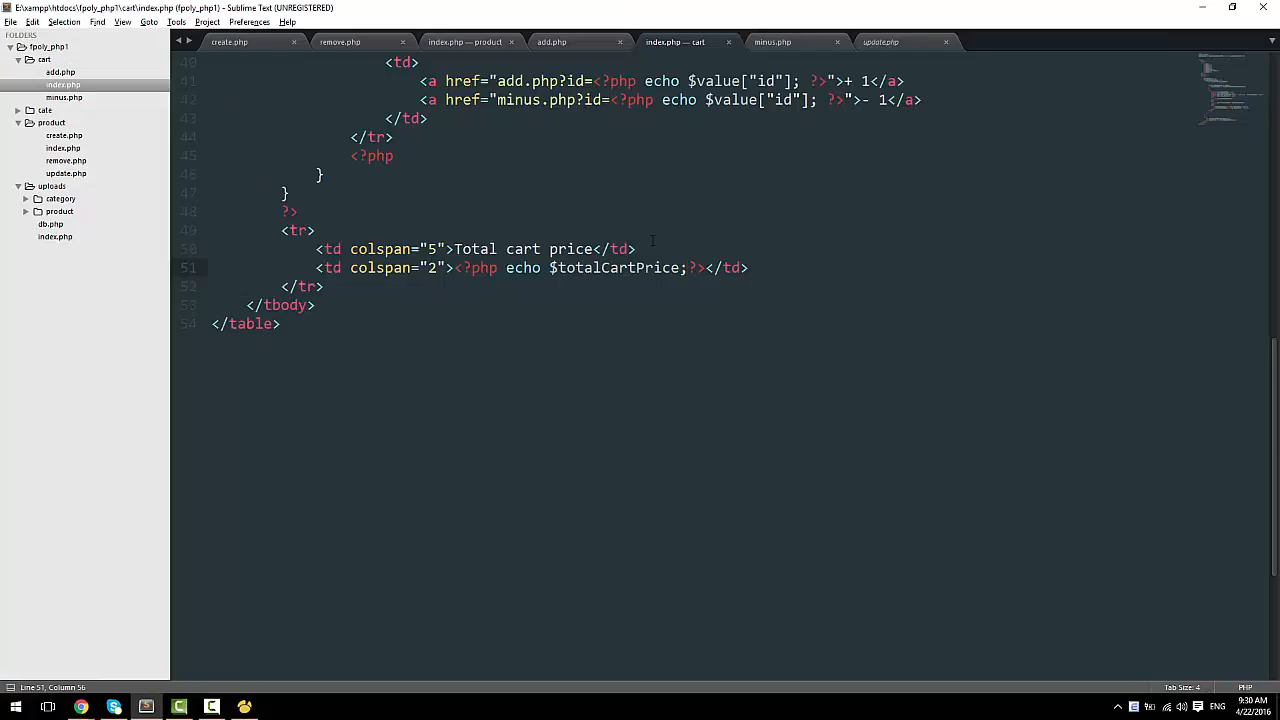 E:\xampp\htdocs\fpoly_php1\cart\index.php (fpoly_php1) - Sublime Text (UNREGISTERED)
File Edit Selection Find View Goto Tools Project Preferences Help
FOLDERS
fpoly_php1
cart
add.php
index.php
minus.php
cate
product
create.php
index.php
remove.php
update.php
uploads
category
product
db.php
index.php
create.php remove.php index.php — product add.php index.php — cart minus.php update.php
40 <td>
41 <a href="add.php?id=<?php echo $value["id"]; ?>">+ 1</a>
42 <a href="minus.php?id=<?php echo $value["id"]; ?>">- 1</a>
43 </td>
44 </tr>
45 <?php
46 }
47 }
48 ?>
49 <tr>
50 <td colspan="5">Total cart price</td>
51 <td colspan="2"><?php echo $totalCartPrice;?></td>
52 </tr>
53 </tbody>
54 </table>
Line 51, Column 56 Tab Size: 4 PHP
ENG 9:30 AM
4/22/2016